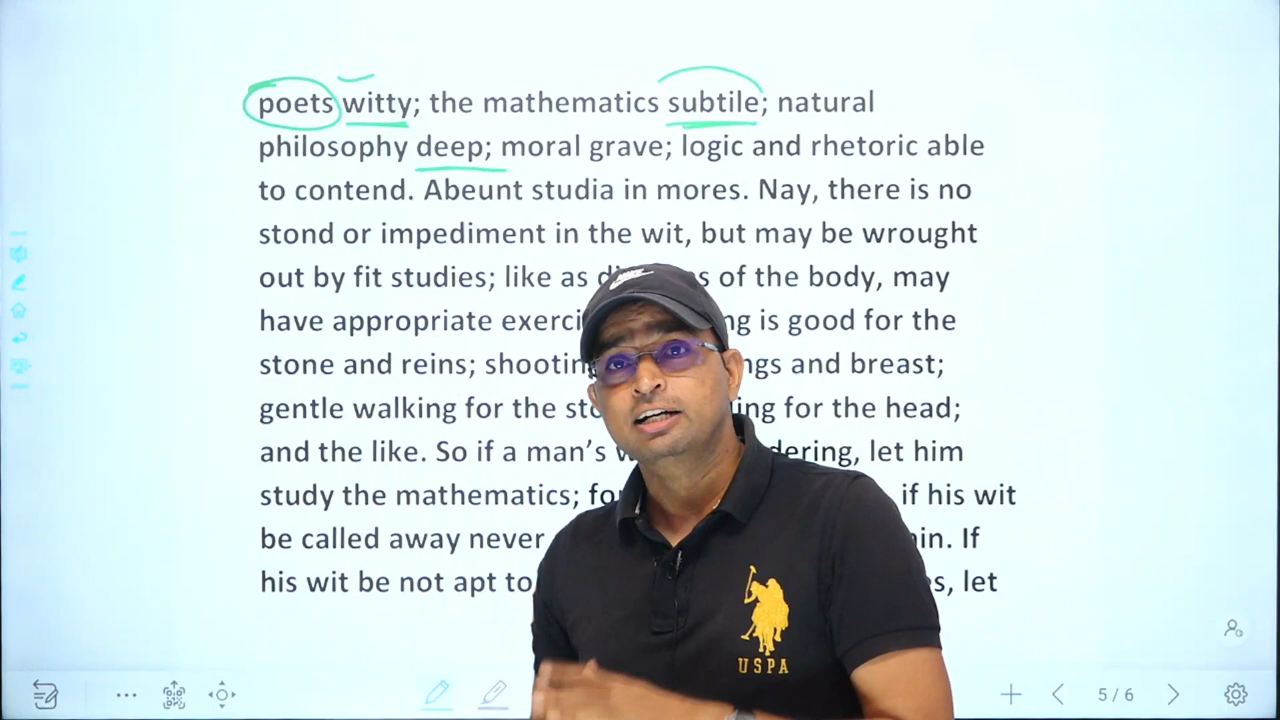 poets witty; the mathematics subtile; natural
philosophy deep; moral grave; logic and rhetoric able
to contend. Abeunt studia in mores. Nay, there is no
stond or impediment in the wit, but may be wrought
out by fit studies; like as of the body, may
have appropriate is good for the
stone and reins; shooting and breast;
gentle walking for the for the head;
and the like. So if a man’s let him
study the mathematics; if his wit
be called away never If
his wit be not apt to let
USPA
5/6